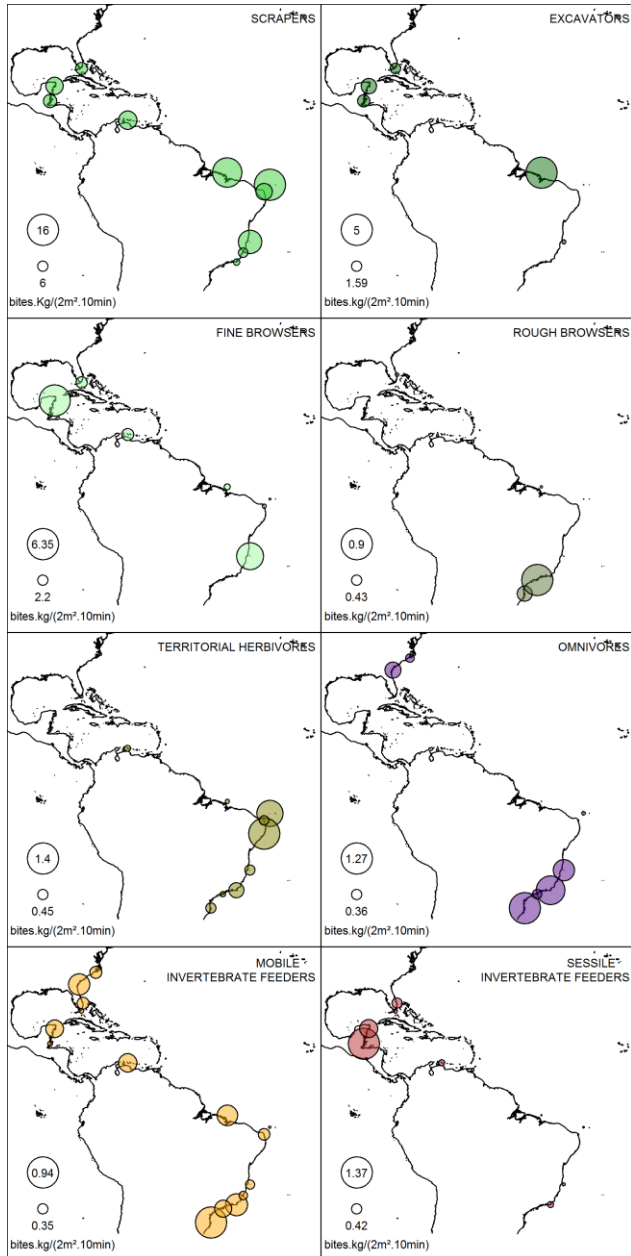 SCRAPERS
16
6
bites.Kg/(2m².10min)
EXCAVATORS
5
1.59
bites.kg/(2m².10min)
FINE BROWSERS
6.35
2.2
bites.kg/(2m².10min)
ROUGH BROWSERS
0.9
0.43
bites.kg/(2m².10min)
TERRITORIAL HERBIVORES
1.4
0.45
bites.kg/(2m².10min)
OMNIVORES
1.27
0.36
bites.kg/(2m².10min)
MOBILE
INVERTEBRATE FEEDERS
0.94
0.35
bites.kg/(2m².10min)
SESSILE
INVERTEBRATE FEEDERS
1.37
0.42
bites.kg/(2m².10min)